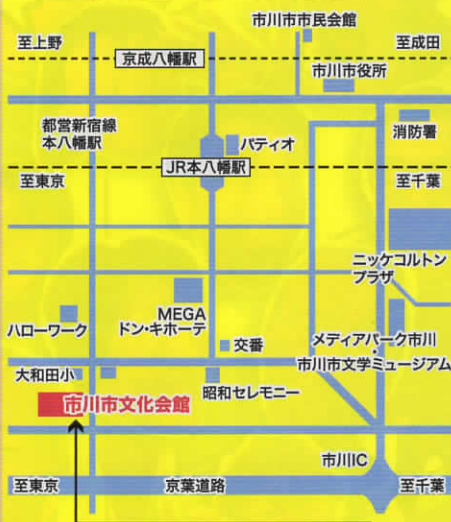 市川市市民会館
至上野
至成田
京成八幡駅
市川市役所
都営新宿線
本八幡駅
消防署
パティオ
JR本八幡駅
至東京
至千葉
ニッケコルトン
プラザ
MEGA
ドン・キホーテ
ハローワーク
交番
メディアパーク市川
・
市川市文学ミュージアム
大和田小
昭和セレモニー
市川市文化会館
市川IC
至東京
京葉道路
至千葉